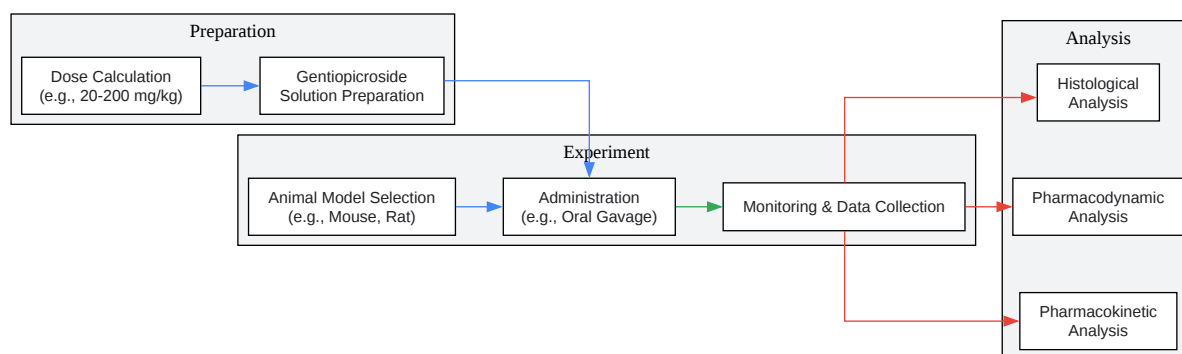 Preparation
Dose Calculation
(e.g., 20-200 mg/kg)
Gentiopicroside
Solution Preparation
Experiment
Animal Model Selection
(e.g., Mouse, Rat)
Administration
(e.g., Oral Gavage)
Monitoring & Data Collection
Analysis
Histological
Analysis
Pharmacodynamic
Analysis
Pharmacokinetic
Analysis